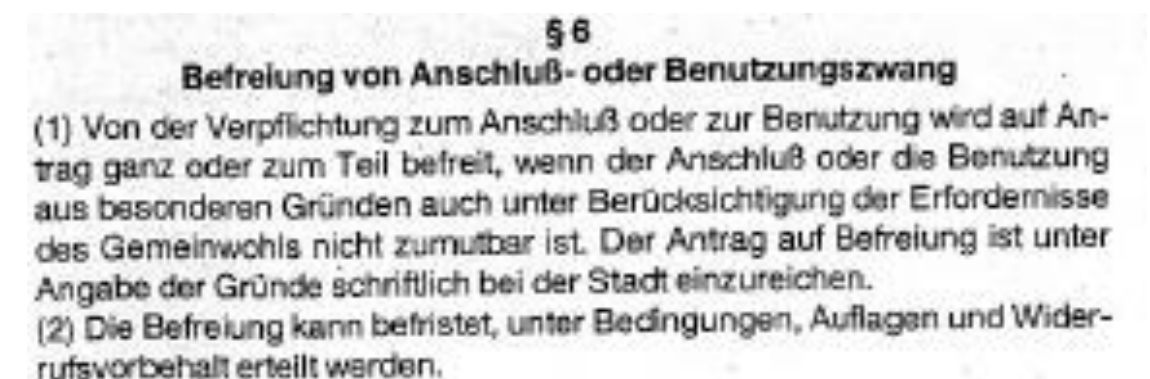 § 6
Befreiung von Anschluß- oder Benutzungszwang
(1) Von der Verpflichtung zum Anschluß oder zur Benutzung wird auf An-
trag ganz oder zum Teil befreit, wenn der Anschluß oder die Benutzung
aus besonderen Gründen auch unter Berücksichtigung der Erfordernisse
des Gemeinwohls nicht zumutbar ist. Der Antrag auf Befreiung ist unter
Angabe der Gründe schriftlich bei der Stadt einzureichen.
(2) Die Befreiung kann befristet, unter Bedingungen, Auflagen und Wider-
rufsvorbehalt erteilt werden.